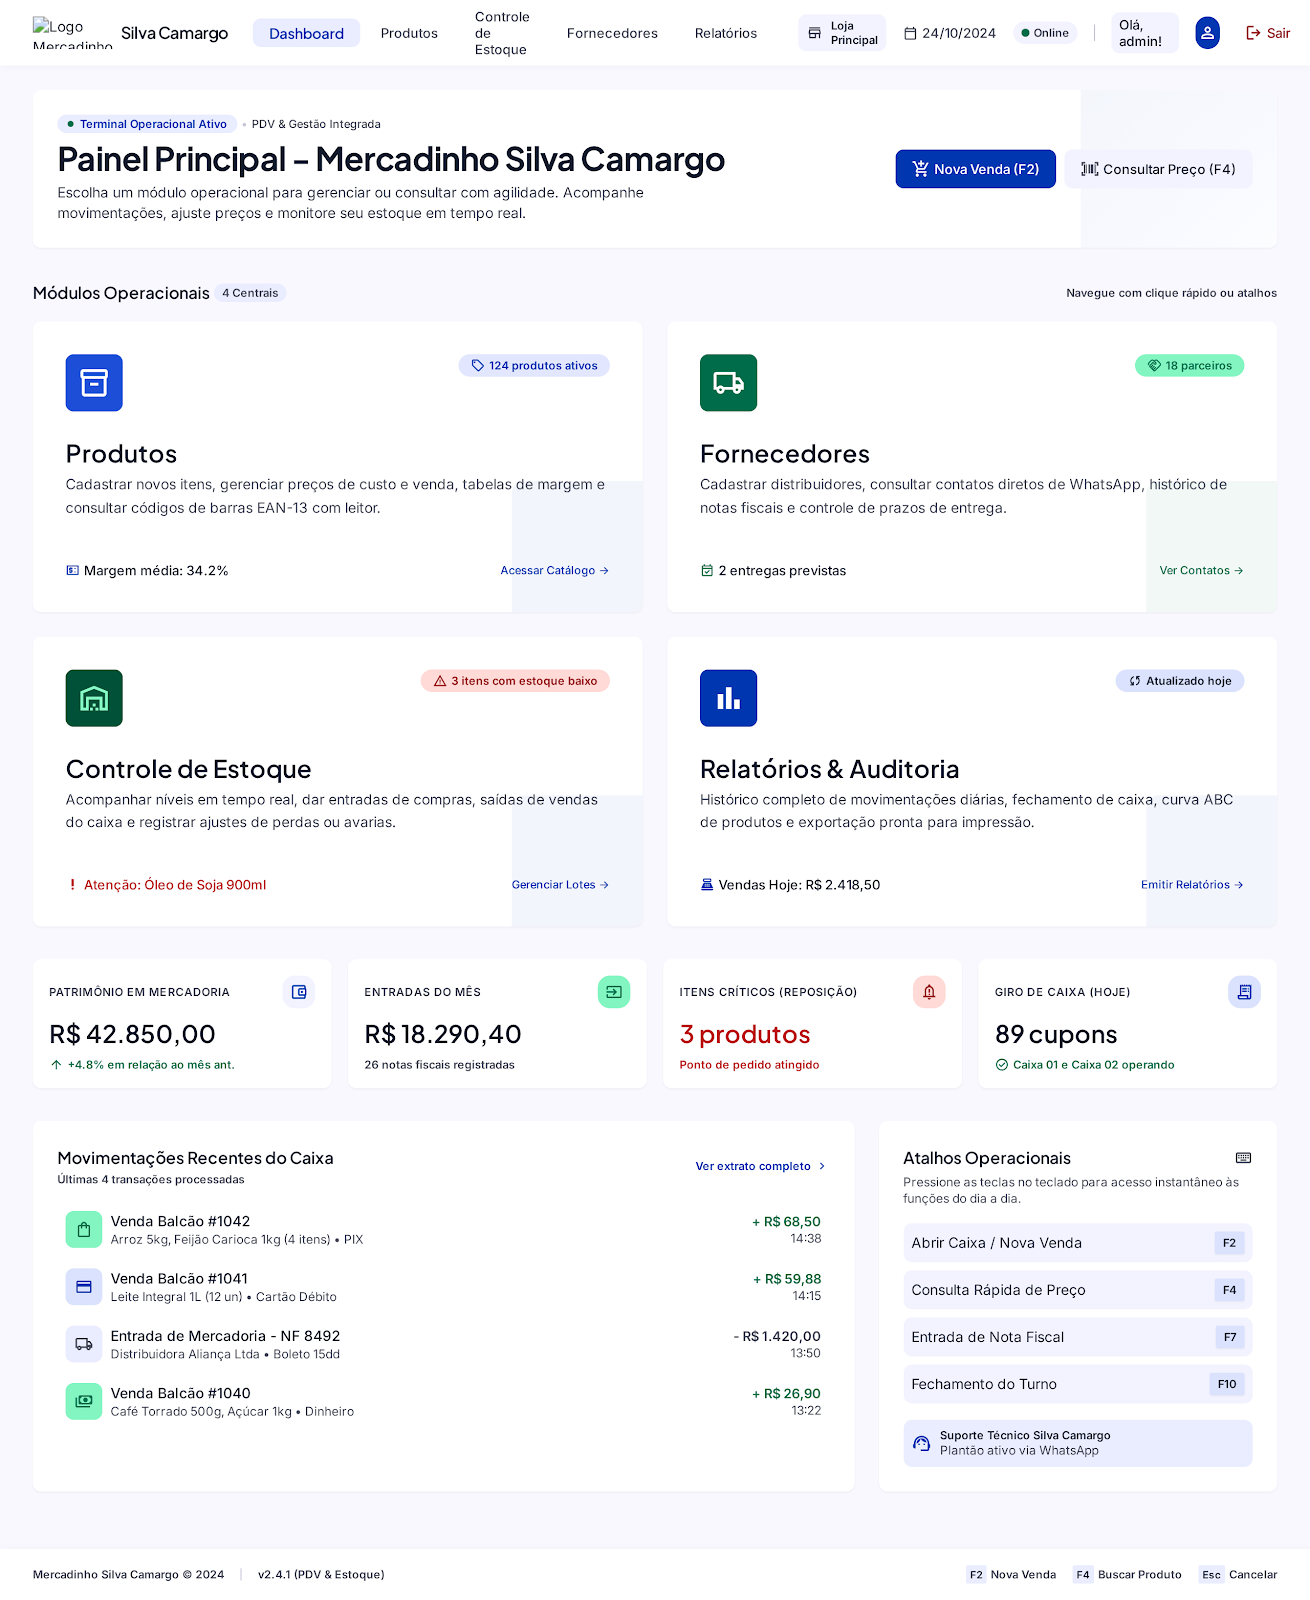 Logo Mercadinho
Silva Camargo
Dashboard
Produtos
Controle
de
Estoque
Fornecedores
Relatórios
Loja
Principal
24/10/2024
Online
Olá,
admin!
Sair
Terminal Operacional Ativo • PDV & Gestão Integrada
Painel Principal – Mercadinho Silva Camargo
Escolha um módulo operacional para gerenciar ou consultar com agilidade. Acompanhe
movimentações, ajuste preços e monitore seu estoque em tempo real.
Nova Venda (F2)
Consultar Preço (F4)
Módulos Operacionais
4 Centrais
Navegue com clique rápido ou atalhos
124 produtos ativos
Produtos
Cadastrar novos itens, gerenciar preços de custo e venda, tabelas de margem e
consultar códigos de barras EAN-13 com leitor.
Margem média: 34.2%
Acessar Catálogo →
18 parceiros
Fornecedores
Cadastrar distribuidores, consultar contatos diretos de WhatsApp, histórico de
notas fiscais e controle de prazos de entrega.
2 entregas previstas
Ver Contatos →
3 itens com estoque baixo
Controle de Estoque
Acompanhar níveis em tempo real, dar entradas de compras, saídas de vendas
do caixa e registrar ajustes de perdas ou avarias.
Atenção: Óleo de Soja 900ml
Gerenciar Lotes →
Atualizado hoje
Relatórios & Auditoria
Histórico completo de movimentações diárias, fechamento de caixa, curva ABC
de produtos e exportação pronta para impressão.
Vendas Hoje: R$ 2.418,50
Emitir Relatórios →
PATRIMÔNIO EM MERCADORIA
R$ 42.850,00
+4.8% em relação ao mês ant.
ENTRADAS DO MÊS
R$ 18.290,40
26 notas fiscais registradas
ITENS CRÍTICOS (REPOSIÇÃO)
3 produtos
Ponto de pedido atingido
GIRO DE CAIXA (HOJE)
89 cupons
Caixa 01 e Caixa 02 operando
Movimentações Recentes do Caixa
Últimas 4 transações processadas
Ver extrato completo
Venda Balcão #1042
Arroz 5kg, Feijão Carioca 1kg (4 itens) • PIX
+ R$ 68,50
14:38
Venda Balcão #1041
Leite Integral 1L (12 un) • Cartão Débito
+ R$ 59,88
14:15
Entrada de Mercadoria - NF 8492
Distribuidora Aliança Ltda • Boleto 15dd
- R$ 1.420,00
13:50
Venda Balcão #1040
Café Torrado 500g, Açúcar 1kg • Dinheiro
+ R$ 26,90
13:22
Atalhos Operacionais
Pressione as teclas no teclado para acesso instantâneo às
funções do dia a dia.
Abrir Caixa / Nova Venda F2
Consulta Rápida de Preço F4
Entrada de Nota Fiscal F7
Fechamento do Turno F10
Suporte Técnico Silva Camargo
Plantão ativo via WhatsApp
Mercadinho Silva Camargo © 2024
v2.4.1 (PDV & Estoque)
F2 Nova Venda
F4 Buscar Produto
Esc Cancelar